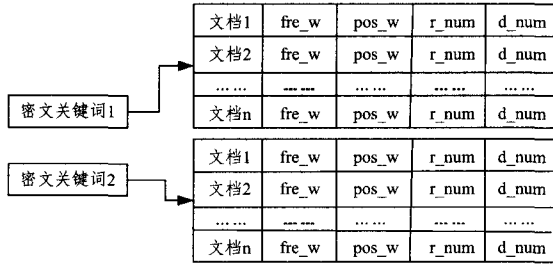 文档1 fre_w pos_w r_num d_num
文档2 fre_w pos_w r_num d_num
…… …… …… …… ……
密文关键词1
文档n fre_w pos_w r_num d_num
文档1 fre_w pos_w r_num d_num
密文关键词2
文档2 fre_w pos_w r_num d_num
…… …… …… …… ……
文档n fre_w pos_w r_num d_num